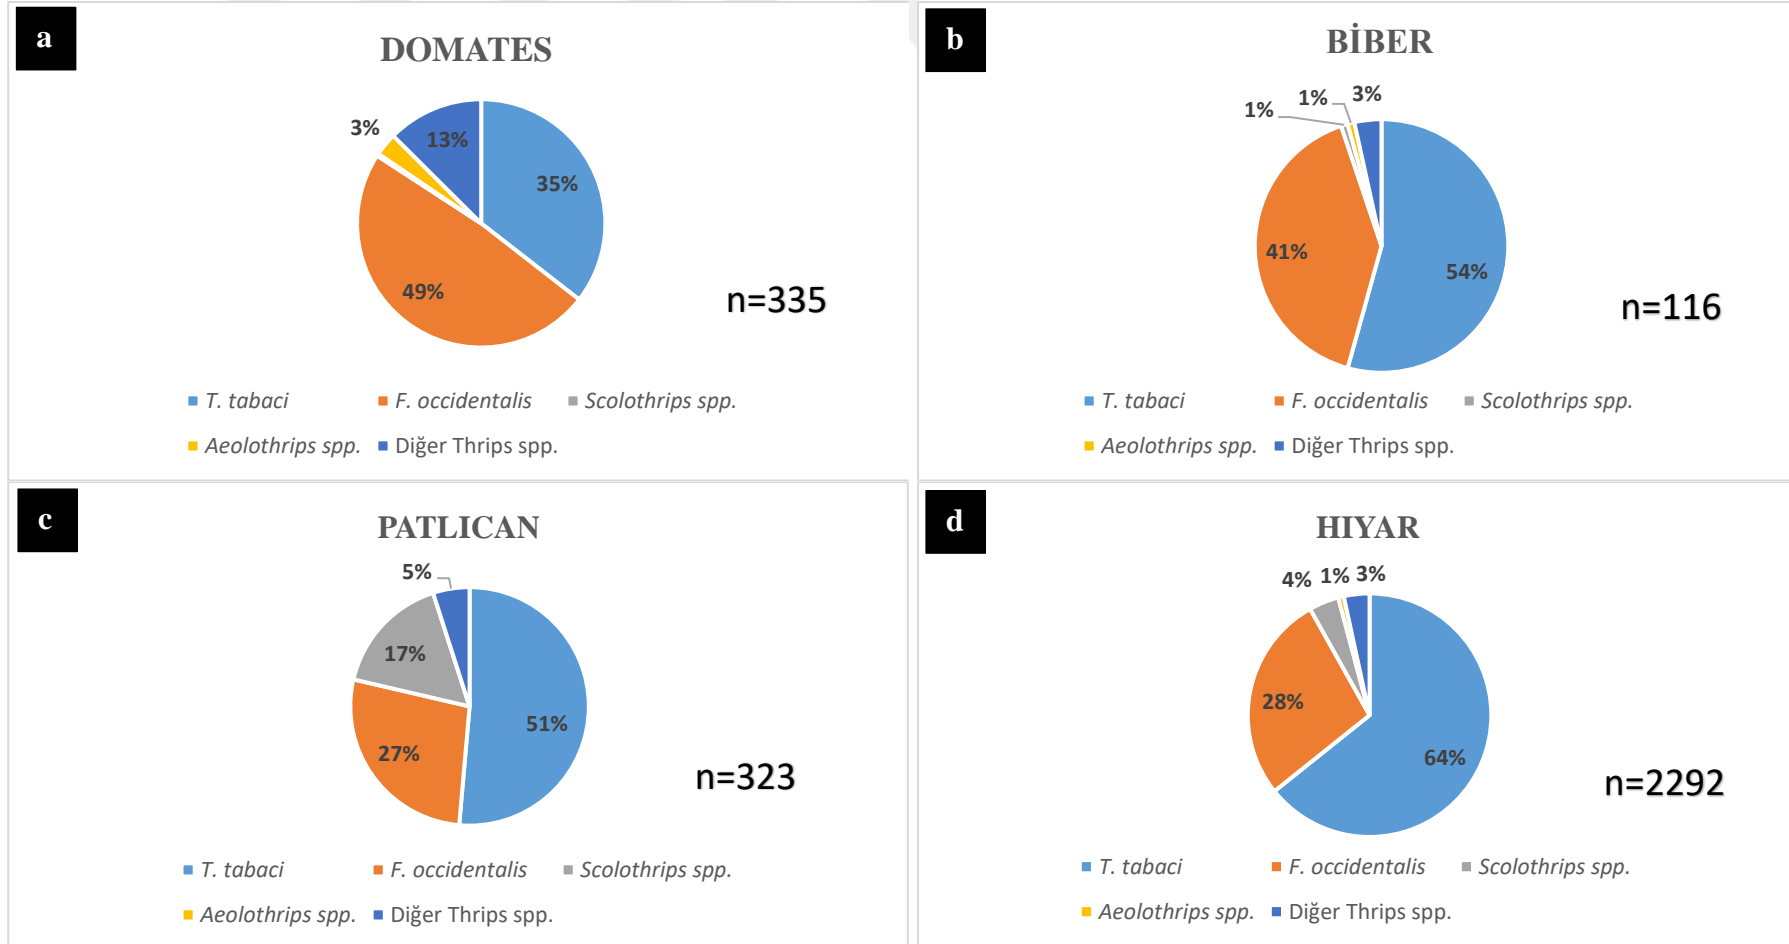 a
DOMATES
3%
13%
35%
49%
n=335
T. tabaci F. occidentalis Scolothrips spp.
Aeolothrips spp. Diğer Thrips spp.
b
BİBER
1% 1% 3%
41%
54%
n=116
T. tabaci F. occidentalis Scolothrips spp.
Aeolothrips spp. Diğer Thrips spp.
c
PATLICAN
5%
17%
51%
27%
n=323
T. tabaci F. occidentalis Scolothrips spp.
Aeolothrips spp. Diğer Thrips spp.
d
HIYAR
4% 1% 3%
28%
64%
n=2292
T. tabaci F. occidentalis Scolothrips spp.
Aeolothrips spp. Diğer Thrips spp.